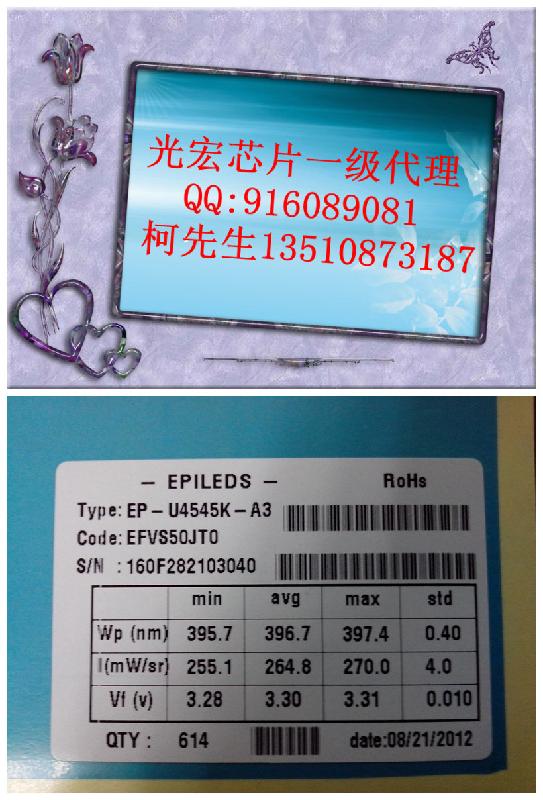 光宏芯片一级代理
QQ:916089081
柯先生13510873187
- EPILEDS - RoHs
Type: EP-U4545K-A3
Code: EFVS50JT0
S/N : 160F282103040
min avg max std
Wp (nm) 395.7 396.7 397.4 0.40
I(mW/sr) 255.1 264.8 270.0 4.0
Vf (v) 3.28 3.30 3.31 0.010
QTY : 614 date:08/21/2012